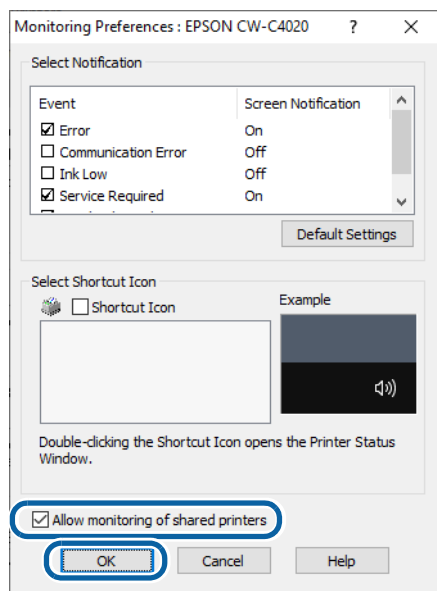 Monitoring Preferences : EPSON CW-C4020 ?
Select Notification
Event Screen Notification
Error On
Communication Error Off
Ink Low Off
Service Required On
Default Settings
Select Shortcut Icon
Shortcut Icon
Example
Double-clicking the Shortcut Icon opens the Printer Status
Window.
Allow monitoring of shared printers
OK Cancel Help